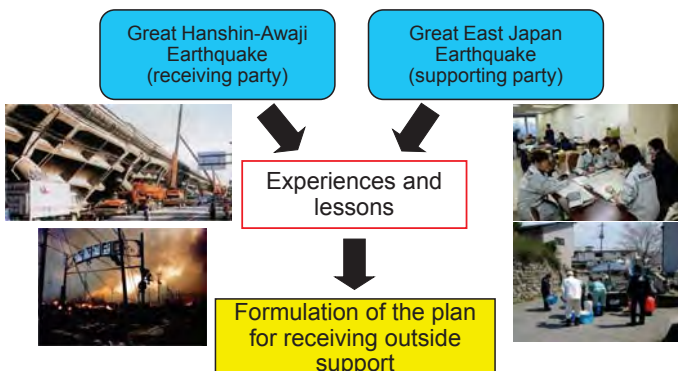 Great Hanshin-Awaji
Earthquake
(receiving party)
Great East Japan
Earthquake
(supporting party)
Experiences and
lessons
Formulation of the plan
for receiving outside
support